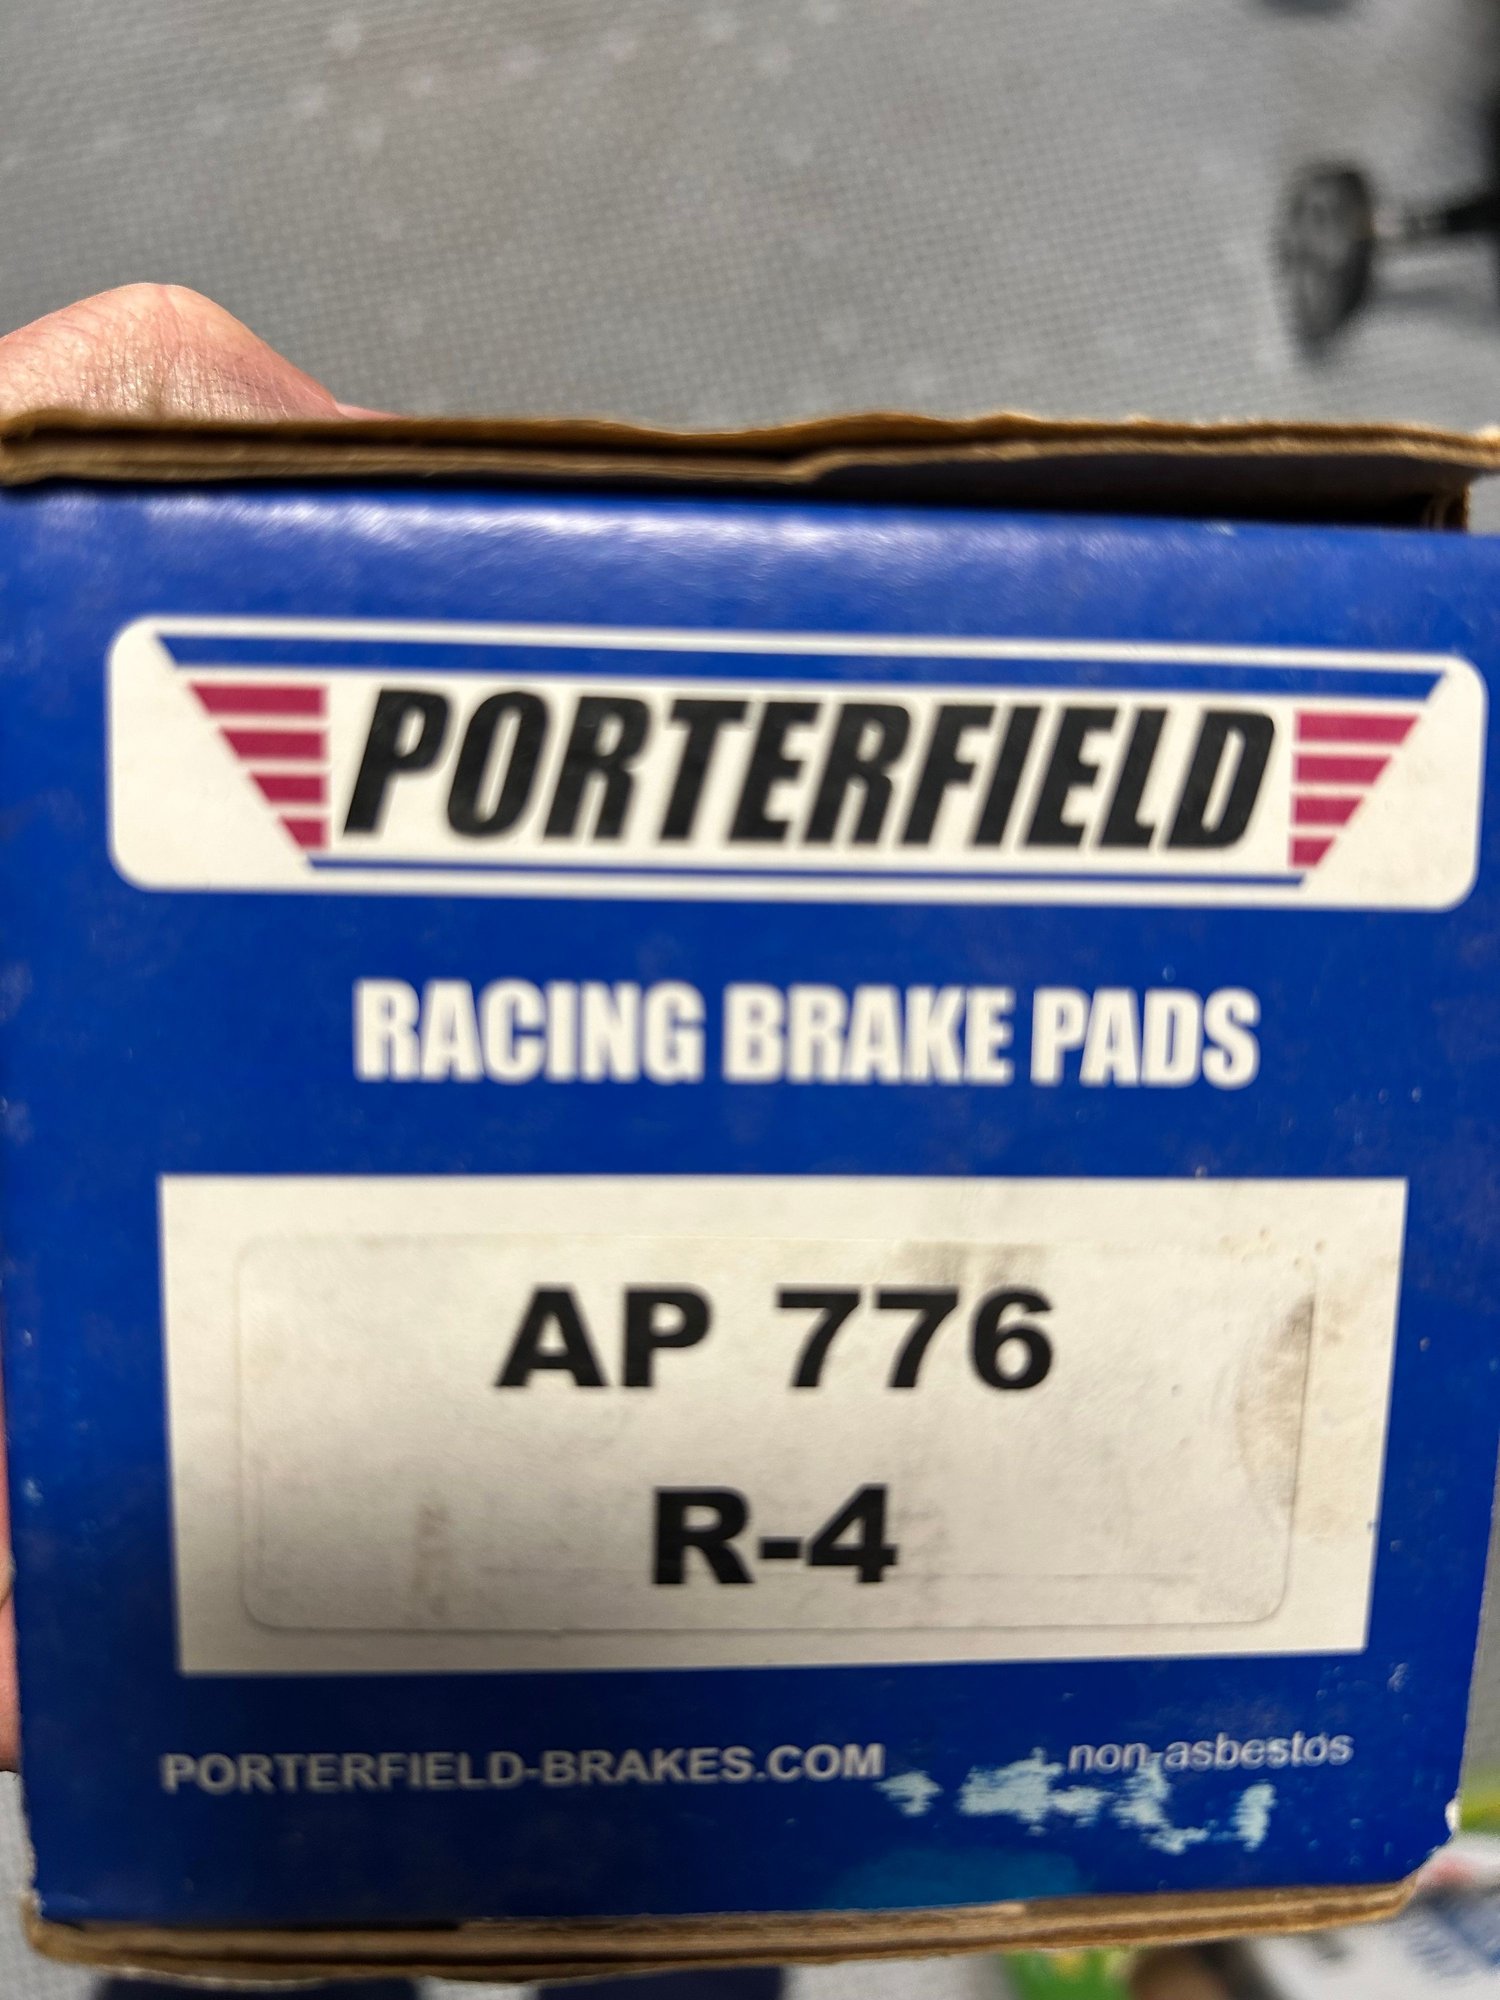 PORTERFIELD
RACING BRAKE PADS
AP 776
R-4
PORTERFIELD-BRAKES.COM non-asbestos